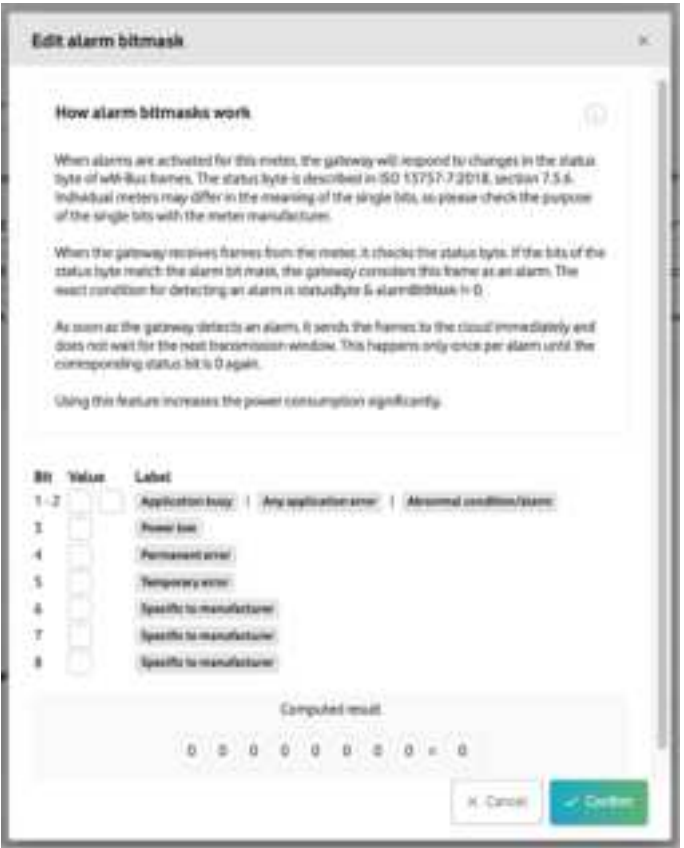 Edit alarm bitmask
How alarm bitmasks work
When alarms are activated for this meter, the gateway will respond to changes in the status
byte of wM-Bus frames. The status byte is described in ISO 13757-7:2018, section 7.5.6.
Individual meters may differ in the meaning of the single bits, so please check the purpose
of the single bits with the meter manufacturer.
When the gateway receives frames from the meter, it checks the status byte. If the bits of the
status byte match the alarm bit mask, the gateway considers this frame as an alarm. The
exact condition for detecting an alarm is statusByte & alarmBitMask != 0
As soon as the gateway detects an alarm, it sends the frames to the cloud immediately and
does not wait for the next transmission window. This happens only once per alarm until the
corresponding status bit is 0 again.
Using this feature increases the power consumption significantly.
Bit Value Label
1 - 2 Application busy | Any application error | Abnormal condition/alarm
3 Power low
4 Permanent error
5 Temporary error
6 Specific to manufacturer
7 Specific to manufacturer
8 Specific to manufacturer
Computed result
0 0 0 0 0 0 0 0 = 0
× Cancel ✓ Confirm